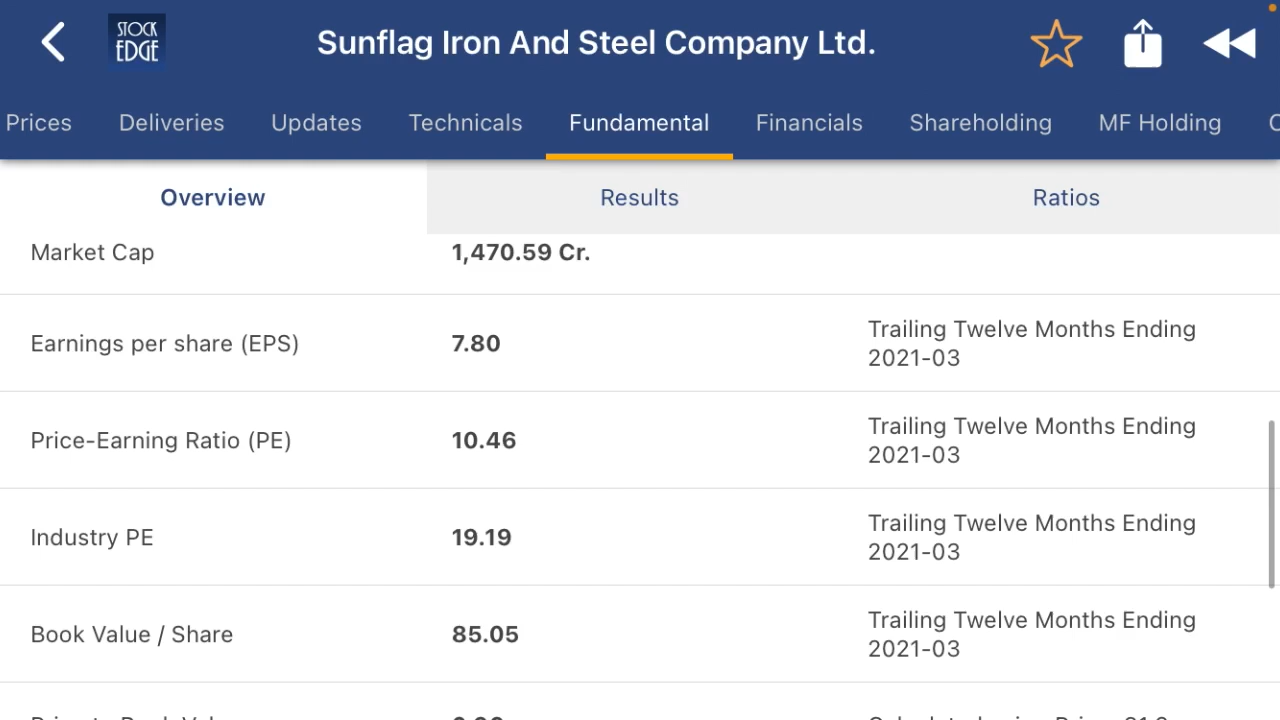 STOCK
EDGE
Sunflag Iron And Steel Company Ltd.
Prices Deliveries Updates Technicals Fundamental Financials Shareholding MF Holding
Overview Results Ratios
Market Cap 1,470.59 Cr.
Earnings per share (EPS) 7.80 Trailing Twelve Months Ending
2021-03
Price-Earning Ratio (PE) 10.46 Trailing Twelve Months Ending
2021-03
Industry PE 19.19 Trailing Twelve Months Ending
2021-03
Book Value / Share 85.05 Trailing Twelve Months Ending
2021-03